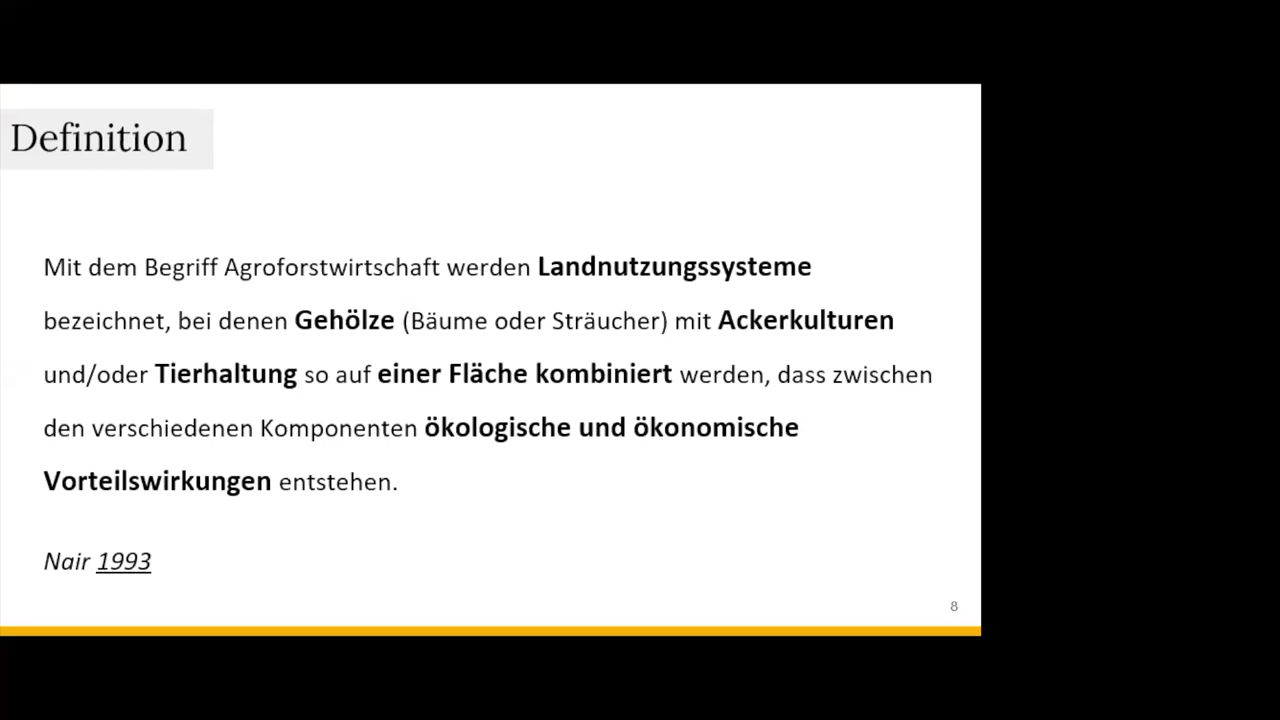 Definition
Mit dem Begriff Agroforstwirtschaft werden Landnutzungssysteme
bezeichnet, bei denen Gehölze (Bäume oder Sträucher) mit Ackerkulturen
und/oder Tierhaltung so auf einer Fläche kombiniert werden, dass zwischen
den verschiedenen Komponenten ökologische und ökonomische
Vorteilswirkungen entstehen.
Nair 1993
8